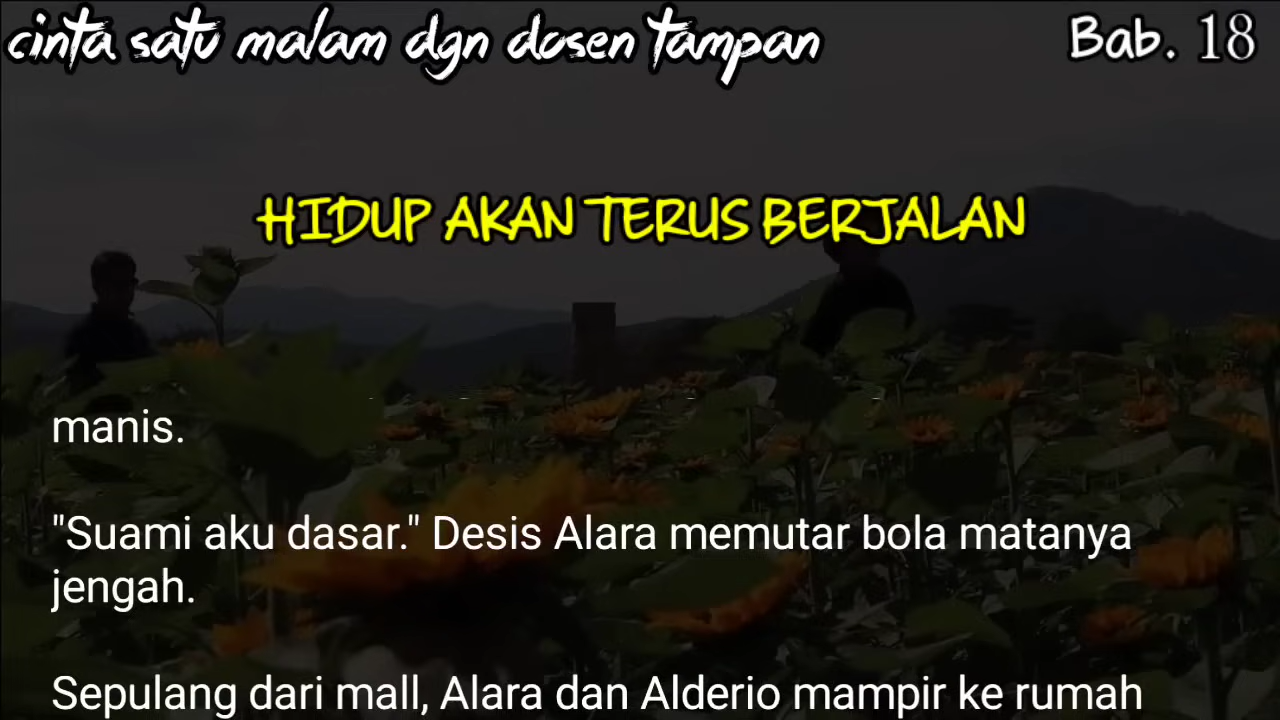 cinta satu malam dgn dosen tampan
Bab. 18
HIDUP AKAN TERUS BERJALAN
manis.
"Suami aku dasar." Desis Alara memutar bola matanya
jengah.
Sepulang dari mall, Alara dan Alderio mampir ke rumah